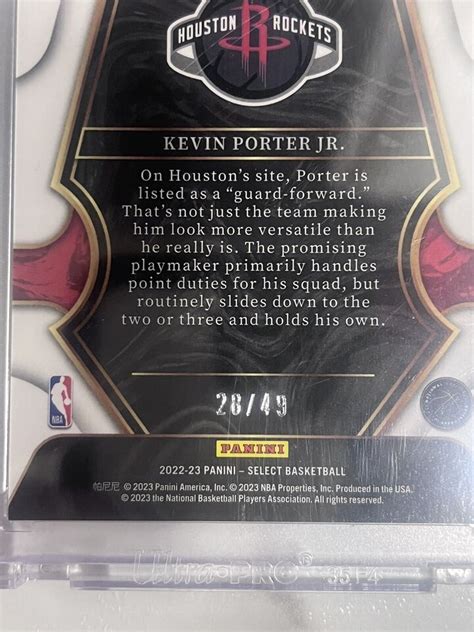 HOUSTON ROCKETS
KEVIN PORTER JR.
On Houston's site, Porter is
listed as a “guard-forward.”
That's not just the team making
him look more versatile than
he really is. The promising
playmaker primarily handles
point duties for his squad, but
routinely slides down to the
two or three and holds his own.
28/49
NBA
PANINI
2022-23 PANINI – SELECT BASKETBALL
帕尼尼 © 2023 Panini America, Inc. © 2023 NBA Properties, Inc. Produced in the USA.
© 2023 the National Basketball Players Association. All rights reserved.
Ultra-PRO®